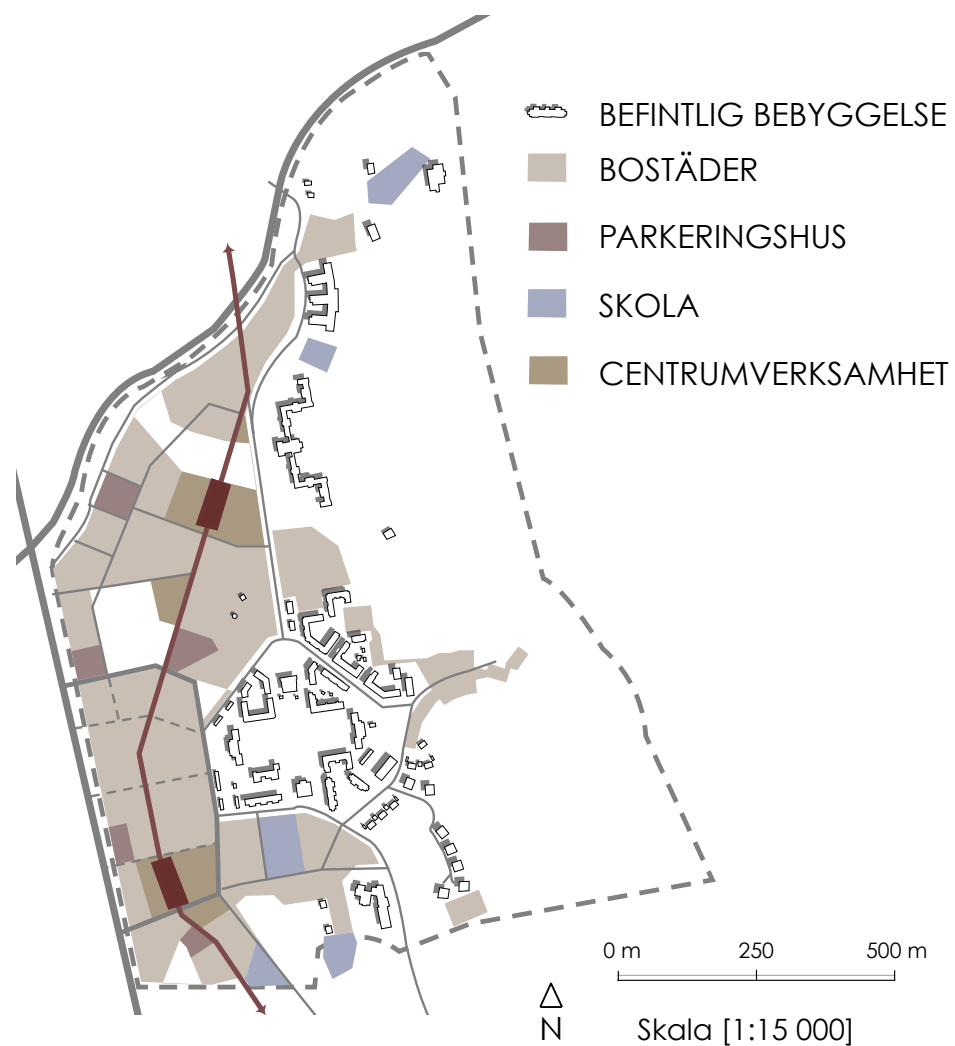 BEFINTLIG BEBYGGELSE
BOSTÄDER
PARKERINGSHUS
SKOLA
CENTRUMVERKSAMHET
0 m 250 500 m
N Skala [1:15 000]